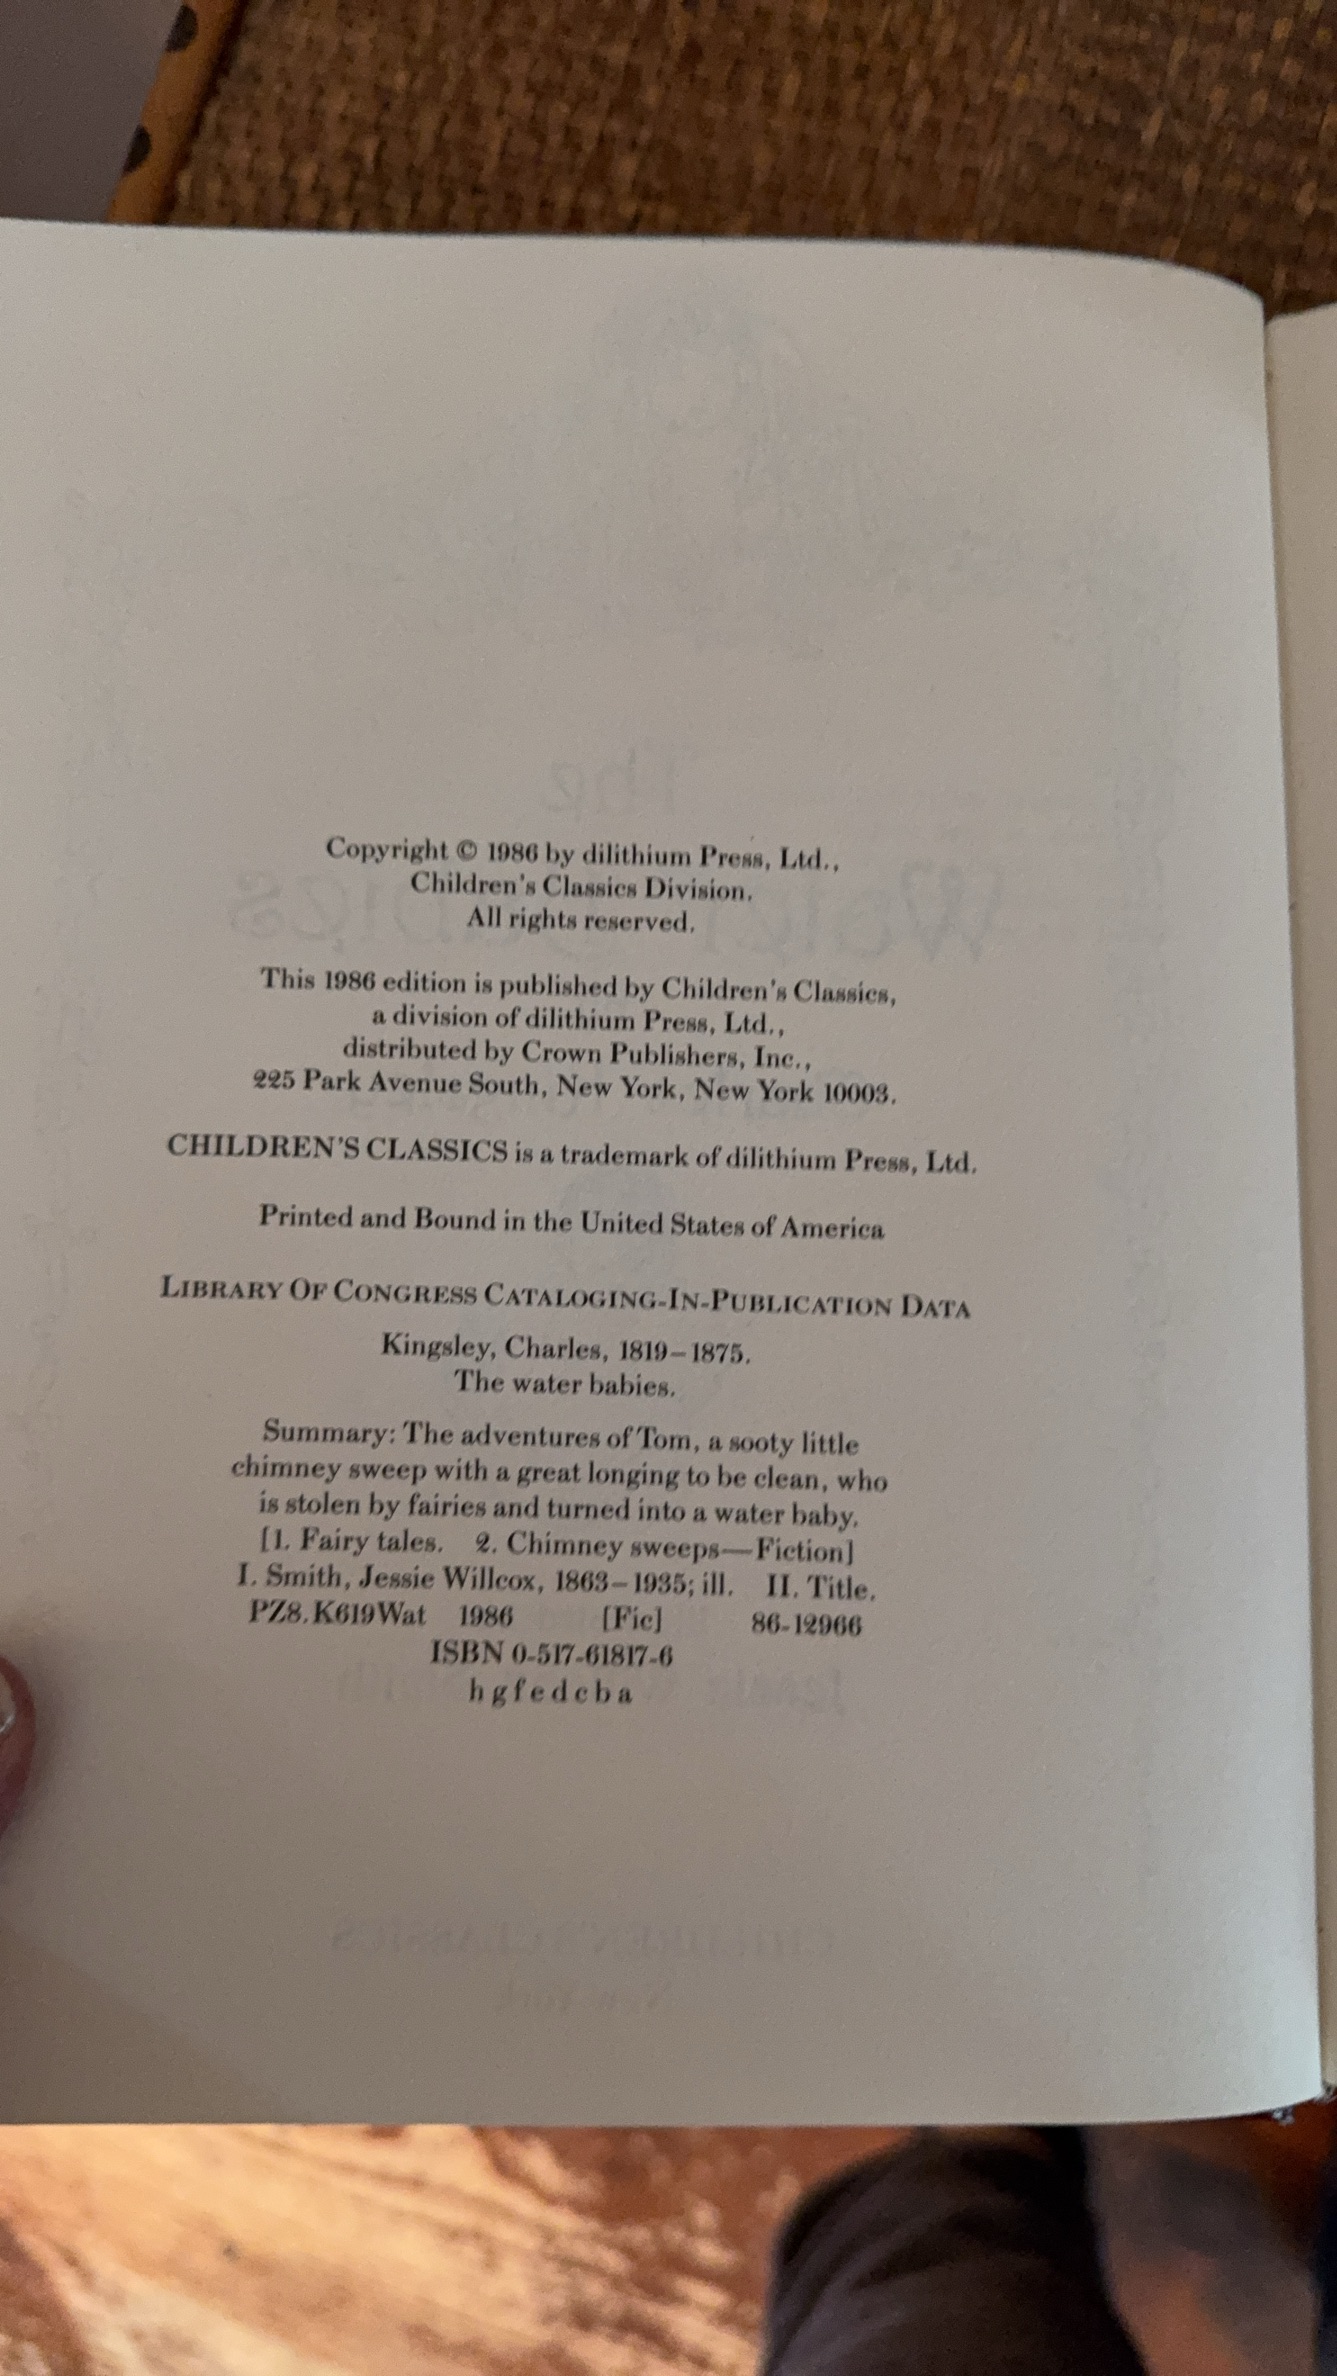 Copyright © 1986 by dilithium Press, Ltd.,
Children's Classics Division.
All rights reserved.
This 1986 edition is published by Children's Classics,
a division of dilithium Press, Ltd.,
distributed by Crown Publishers, Inc.,
225 Park Avenue South, New York, New York 10003.
CHILDREN'S CLASSICS is a trademark of dilithium Press, Ltd.
Printed and Bound in the United States of America
LIBRARY OF CONGRESS CATALOGING-IN-PUBLICATION DATA
Kingsley, Charles, 1819–1875.
The water babies.
Summary: The adventures of Tom, a sooty little
chimney sweep with a great longing to be clean, who
is stolen by fairies and turned into a water baby.
[1. Fairy tales. 2. Chimney sweeps—Fiction]
I. Smith, Jessie Willcox, 1863–1935; ill. II. Title.
PZ8.K619Wat 1986 [Fic] 86-12966
ISBN 0-517-61817-6
h g f e d c b a